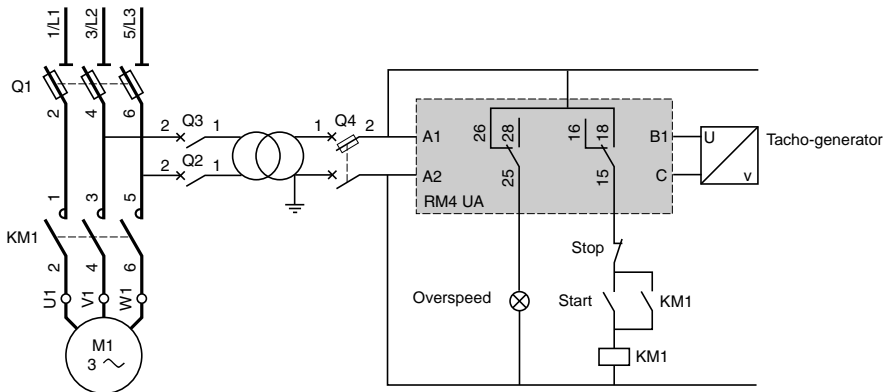 1/L1 3/L2 5/L3
Q1
2 4 6
2 Q3 1
2 Q2 1
1 Q4 2
A1
A2
26 28
25
16 18
15
B1
C
RM4 UA
U
v
Tacho-generator
1 3 5
KM1
2 4 6
U1 V1 W1
M1
3
Stop
Overspeed
Start
KM1
KM1